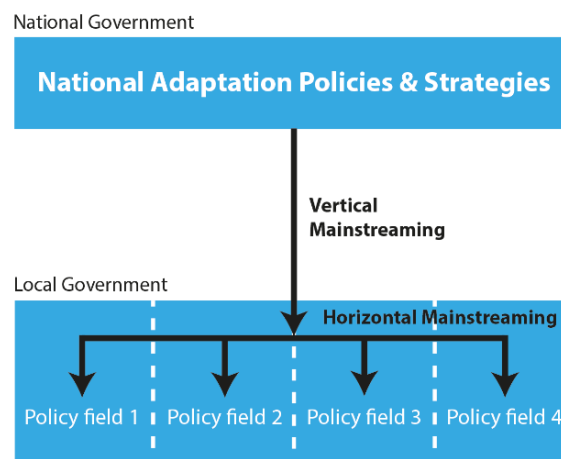 National Government
National Adaptation Policies & Strategies
Vertical
Mainstreaming
Local Government
Horizontal Mainstreaming
Policy field 1
Policy field 2
Policy field 3
Policy field 4